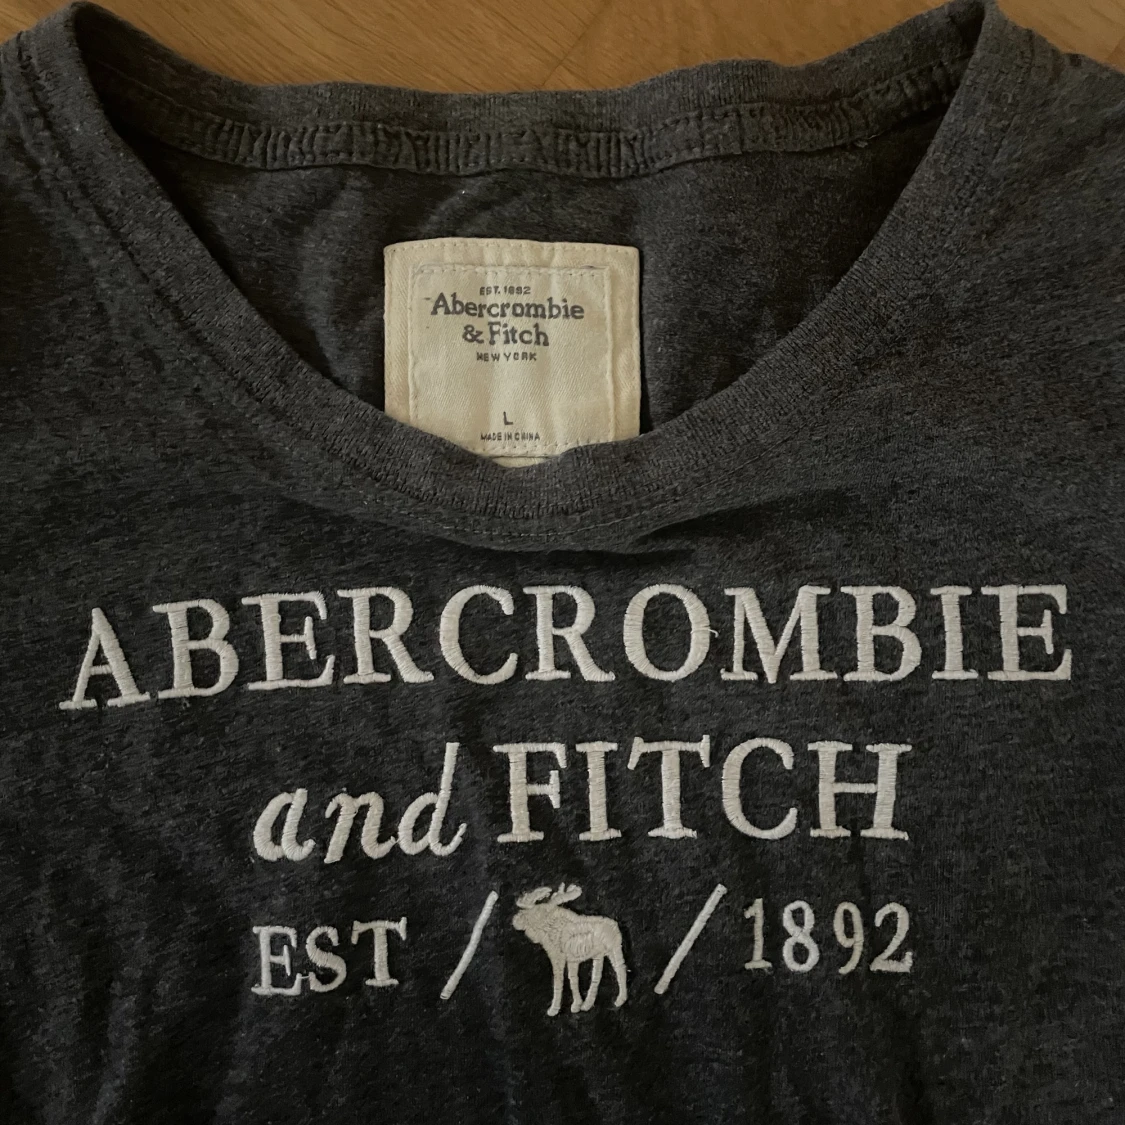 EST. 1892
Abercrombie
& Fitch
NEW YORK
L
MADE IN CHINA
ABERCROMBIE
and FITCH
EST / / 1892